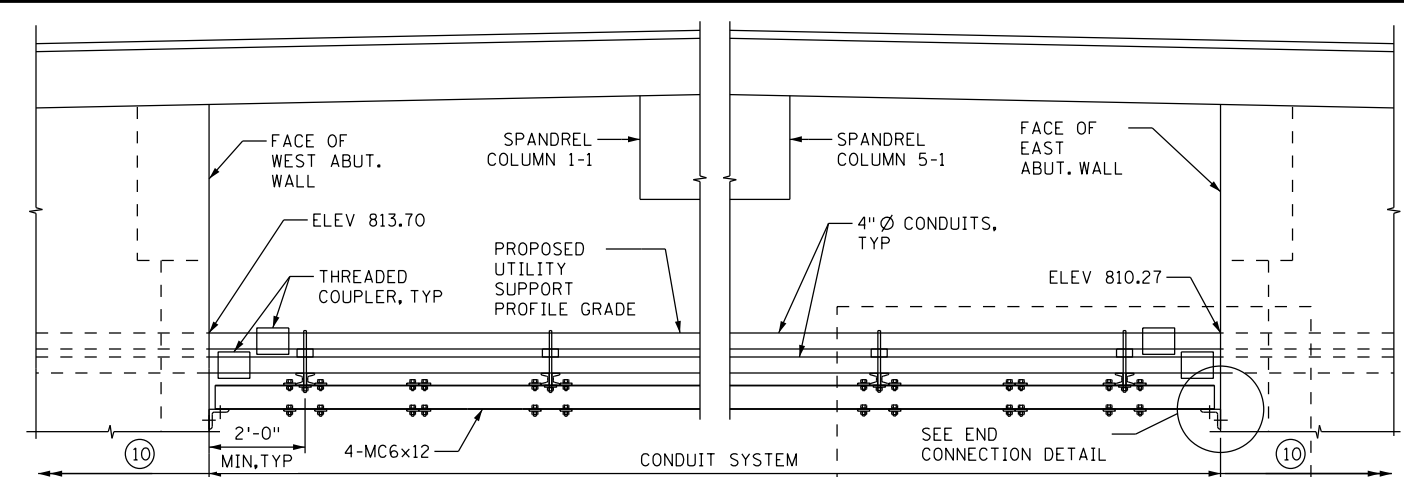 FACE OF
WEST ABUT.
WALL
SPANDREL
COLUMN 1-1
SPANDREL
COLUMN 5-1
FACE OF
EAST
ABUT. WALL
ELEV 813.70
THREADED
COUPLER, TYP
PROPOSED
UTILITY
SUPPORT
PROFILE GRADE
4"Ø CONDUITS,
TYP
ELEV 810.27
10
2'-0"
MIN,TYP
4-MC6x12
CONDUIT SYSTEM
SEE END
CONNECTION DETAIL
10